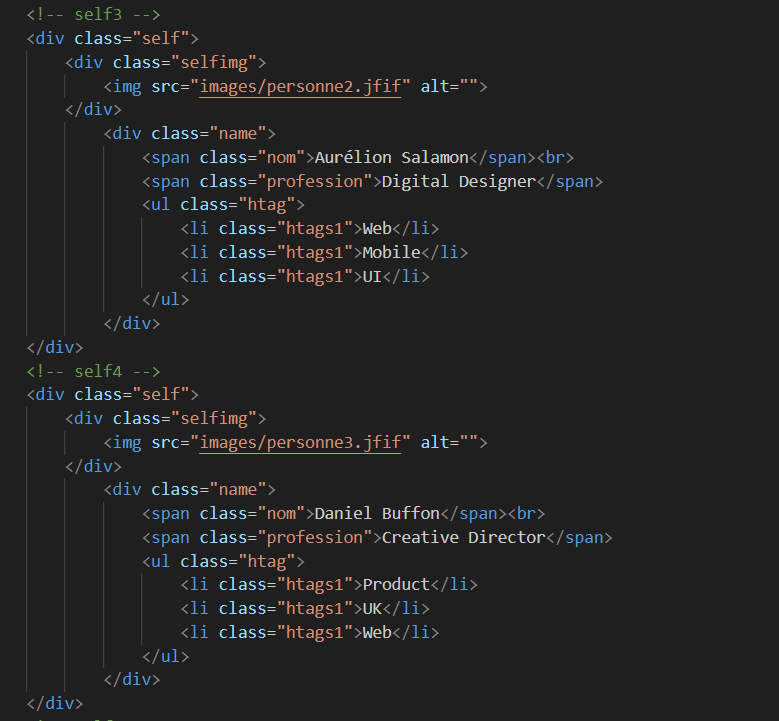 <!-- self3 -->
<div class="self">
    <div class="selfimg">
        <img src="images/personne2.jfif" alt="">
    </div>
        <div class="name">
            <span class="nom">Aurélion Salamon</span><br>
            <span class="profession">Digital Designer</span>
            <ul class="htag">
                <li class="htags1">Web</li>
                <li class="htags1">Mobile</li>
                <li class="htags1">UI</li>
            </ul>
        </div>
</div>
<!-- self4 -->
<div class="self">
    <div class="selfimg">
        <img src="images/personne3.jfif" alt="">
    </div>
        <div class="name">
            <span class="nom">Daniel Buffon</span><br>
            <span class="profession">Creative Director</span>
            <ul class="htag">
                <li class="htags1">Product</li>
                <li class="htags1">UK</li>
                <li class="htags1">Web</li>
            </ul>
        </div>
</div>